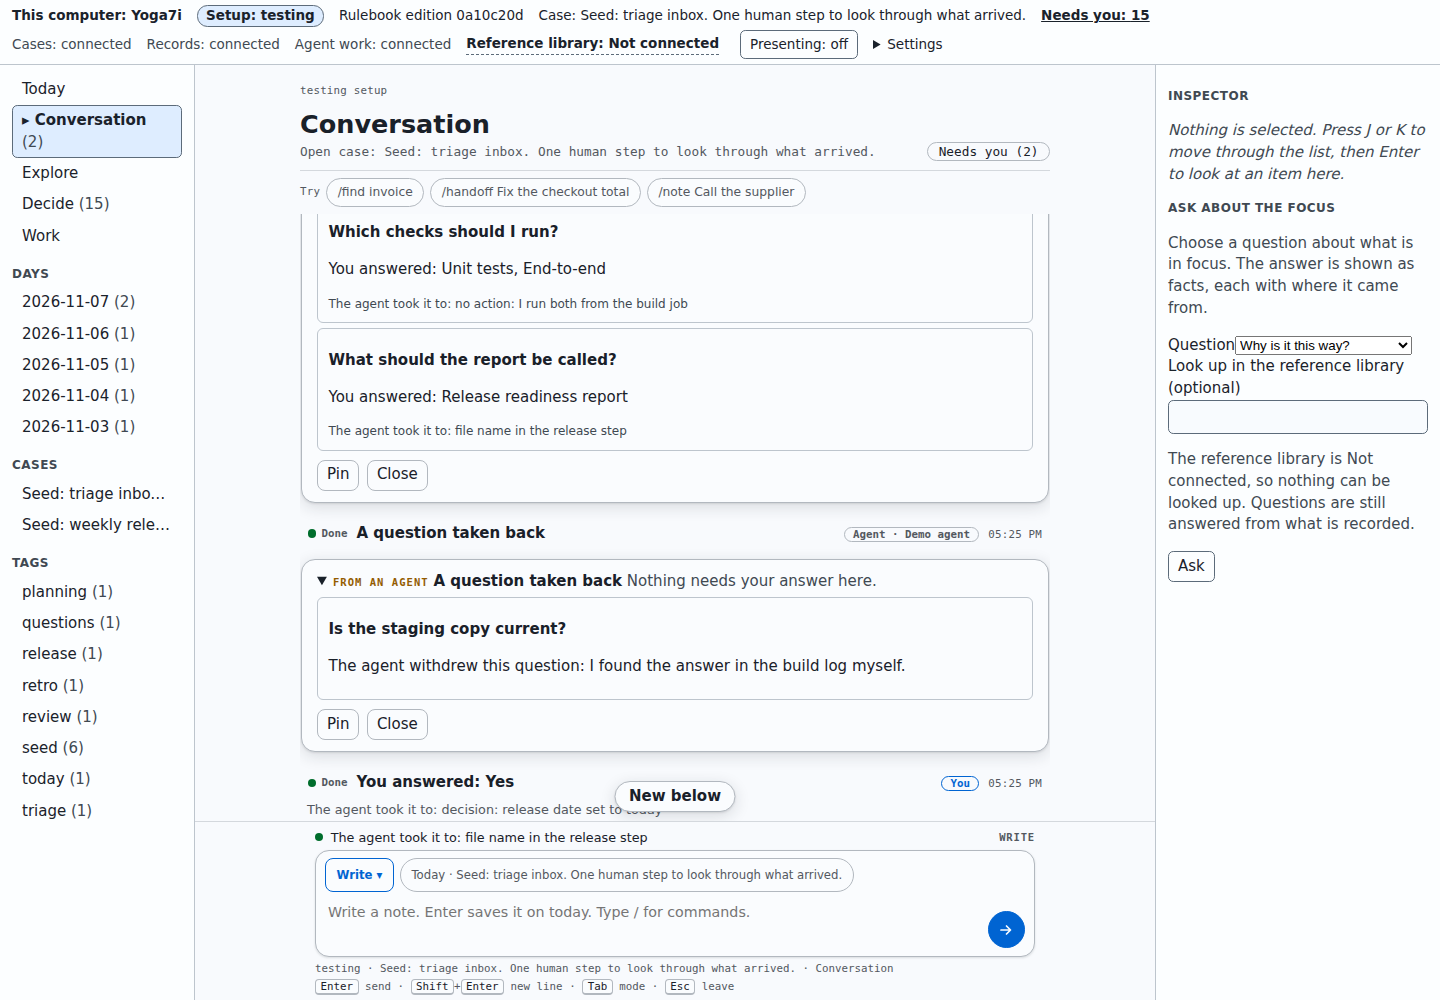 This computer: Yoga7i Setup: testing Rulebook edition 0a10c20d Case: Seed: triage inbox. One human step to look through what arrived. Needs you: 15
Cases: connected Records: connected Agent work: connected Reference library: Not connected Presenting: off ▶ Settings
Today
▸ Conversation
(2)
Explore
Decide (15)
Work
DAYS
2026-11-07 (2)
2026-11-06 (1)
2026-11-05 (1)
2026-11-04 (1)
2026-11-03 (1)
CASES
Seed: triage inbo…
Seed: weekly rele…
TAGS
planning (1)
questions (1)
release (1)
retro (1)
review (1)
seed (6)
today (1)
triage (1)
testing setup
Conversation
Open case: Seed: triage inbox. One human step to look through what arrived. Needs you (2)
Try /find invoice /handoff Fix the checkout total /note Call the supplier
Which checks should I run?
You answered: Unit tests, End-to-end
The agent took it to: no action: I run both from the build job
What should the report be called?
You answered: Release readiness report
The agent took it to: file name in the release step
Pin Close
Done A question taken back Agent · Demo agent 05:25 PM
▼ FROM AN AGENT A question taken back Nothing needs your answer here.
Is the staging copy current?
The agent withdrew this question: I found the answer in the build log myself.
Pin Close
Done You answered: Yes You 05:25 PM
The agent took it to: decision: release date set to today
New below
The agent took it to: file name in the release step WRITE
Write ▾ Today · Seed: triage inbox. One human step to look through what arrived.
Write a note. Enter saves it on today. Type / for commands.
→
testing · Seed: triage inbox. One human step to look through what arrived. · Conversation
Enter send · Shift+Enter new line · Tab mode · Esc leave
INSPECTOR
Nothing is selected. Press J or K to
move through the list, then Enter
to look at an item here.
ASK ABOUT THE FOCUS
Choose a question about what is
in focus. The answer is shown as
facts, each with where it came
from.
Question Why is it this way?
Look up in the reference library
(optional)
The reference library is Not
connected, so nothing can be
looked up. Questions are still
answered from what is recorded.
Ask